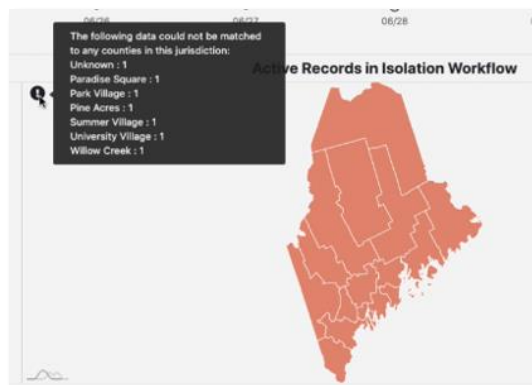 06/26
06/27
06/28
The following data could not be matched
to any counties in this jurisdiction:
Unknown : 1
Paradise Square : 1
Park Village : 1
Pine Acres : 1
Summer Village : 1
University Village : 1
Willow Creek : 1
Active Records in Isolation Workflow